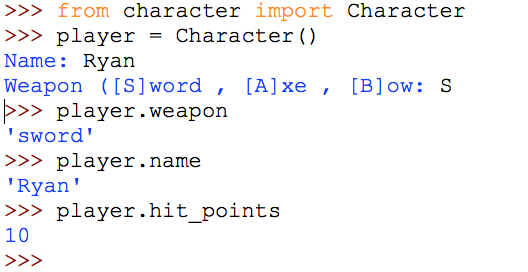 >>> from character import Character
>>> player = Character()
Name: Ryan
Weapon ([S]word , [A]xe , [B]ow: S
>>> player.weapon
'sword'
>>> player.name
'Ryan'
>>> player.hit_points
10
>>>